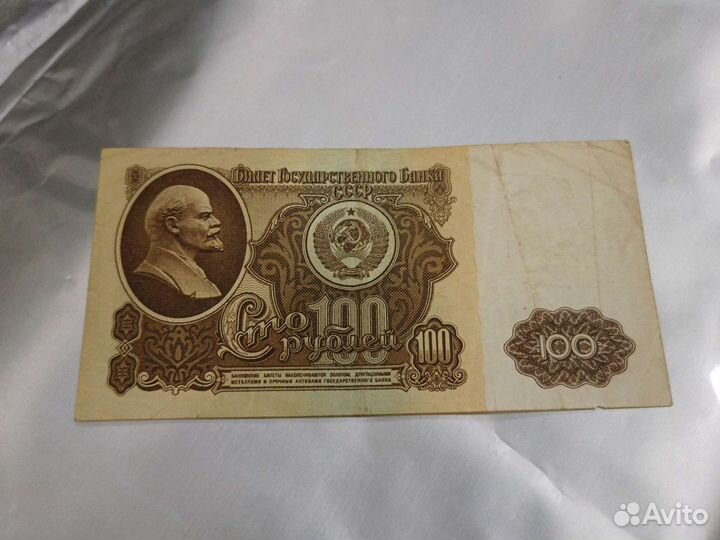 Билет Государственного Банка
СССР
Сто
100
рублей
100
100
БАНКОВСКИЕ БИЛЕТЫ ОБЕСПЕЧИВАЮТСЯ ЗОЛОТОМ, ДРАГОЦЕННЫМИ
МЕТАЛЛАМИ И ПРОЧИМИ АКТИВАМИ ГОСУДАРСТВЕННОГО БАНКА
Avito